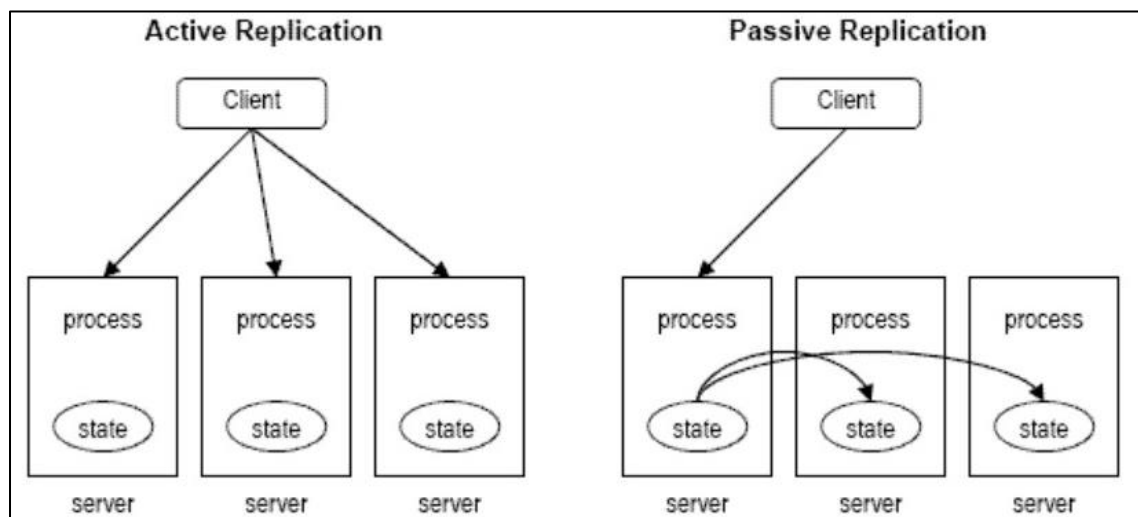 Active Replication
Client
process process process
state state state
server server server
Passive Replication
Client
process process process
state state state
server server server